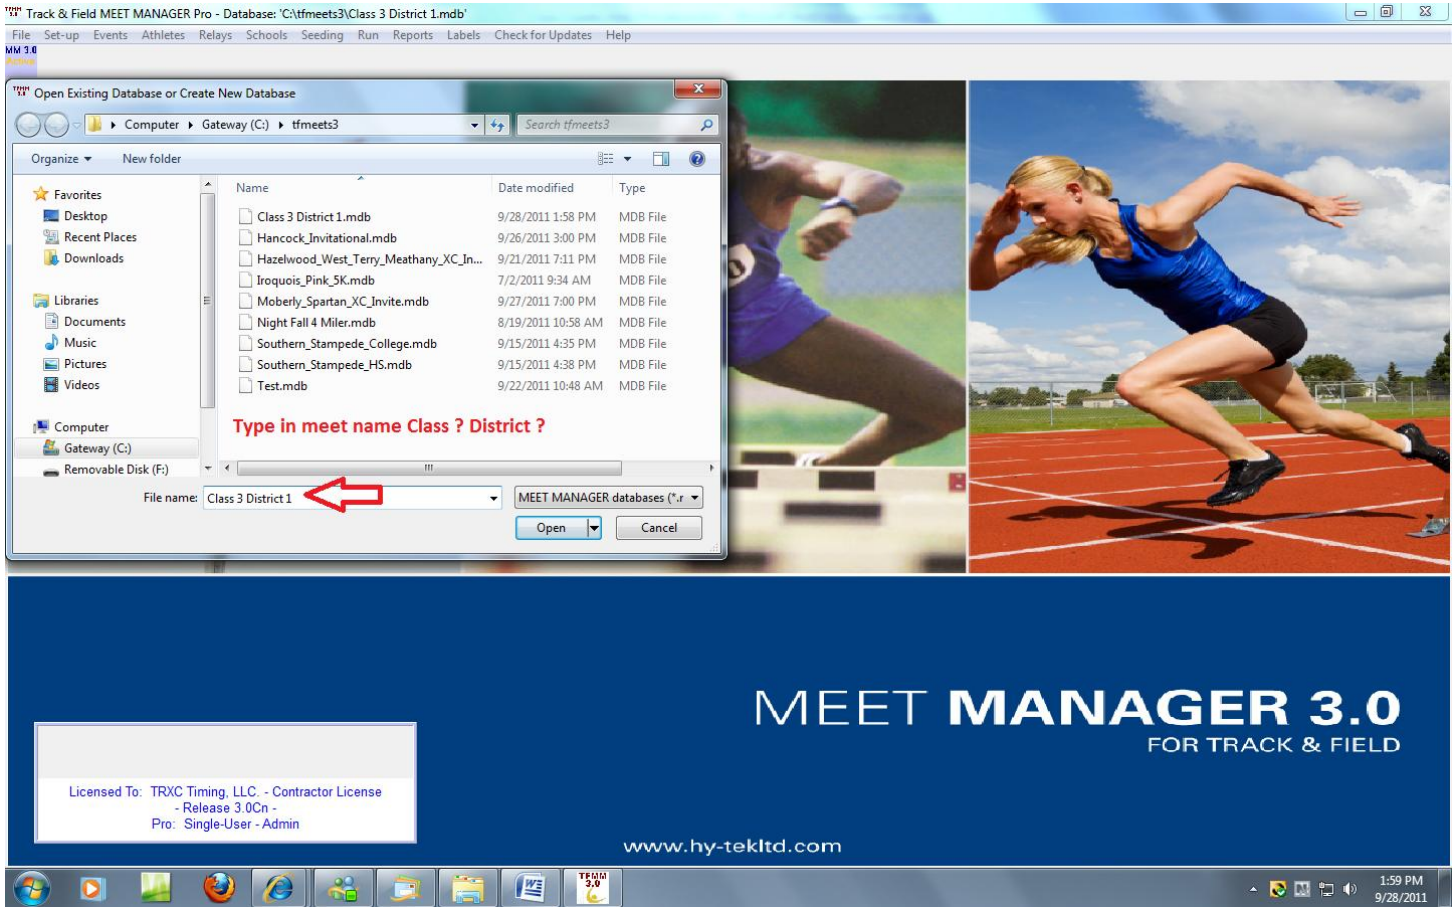 Track & Field MEET MANAGER Pro - Database: 'C:\tfmeets3\Class 3 District 1.mdb'
File Set-up Events Athletes Relays Schools Seeding Run Reports Labels Check for Updates Help
MM 3.0
Open Existing Database or Create New Database
Computer Gateway (C:) tfmeets3 Search tfmeets3
Organize New folder
Favorites
Desktop
Recent Places
Downloads
Libraries
Documents
Music
Pictures
Videos
Computer
Gateway (C:)
Removable Disk (F:)
Name Date modified Type
Class 3 District 1.mdb 9/28/2011 1:58 PM MDB File
Hancock_Invitational.mdb 9/26/2011 3:00 PM MDB File
Hazelwood_West_Terry_Meathany_XC_In... 9/21/2011 7:11 PM MDB File
Iroquois_Pink_5K.mdb 7/2/2011 9:34 AM MDB File
Moberly_Spartan_XC_Invite.mdb 9/27/2011 7:00 PM MDB File
Night Fall 4 Miler.mdb 8/19/2011 10:58 AM MDB File
Southern_Stampede_College.mdb 9/15/2011 4:35 PM MDB File
Southern_Stampede_HS.mdb 9/15/2011 4:38 PM MDB File
Test.mdb 9/22/2011 10:48 AM MDB File
Type in meet name Class ? District ?
File name: Class 3 District 1 MEET MANAGER databases (*.r
Open Cancel
MEET MANAGER 3.0
FOR TRACK & FIELD
Licensed To: TRXC Timing, LLC. - Contractor License
- Release 3.0Cn -
Pro: Single-User - Admin
www.hy-tekltd.com
TFMM
3.0
1:59 PM
9/28/2011